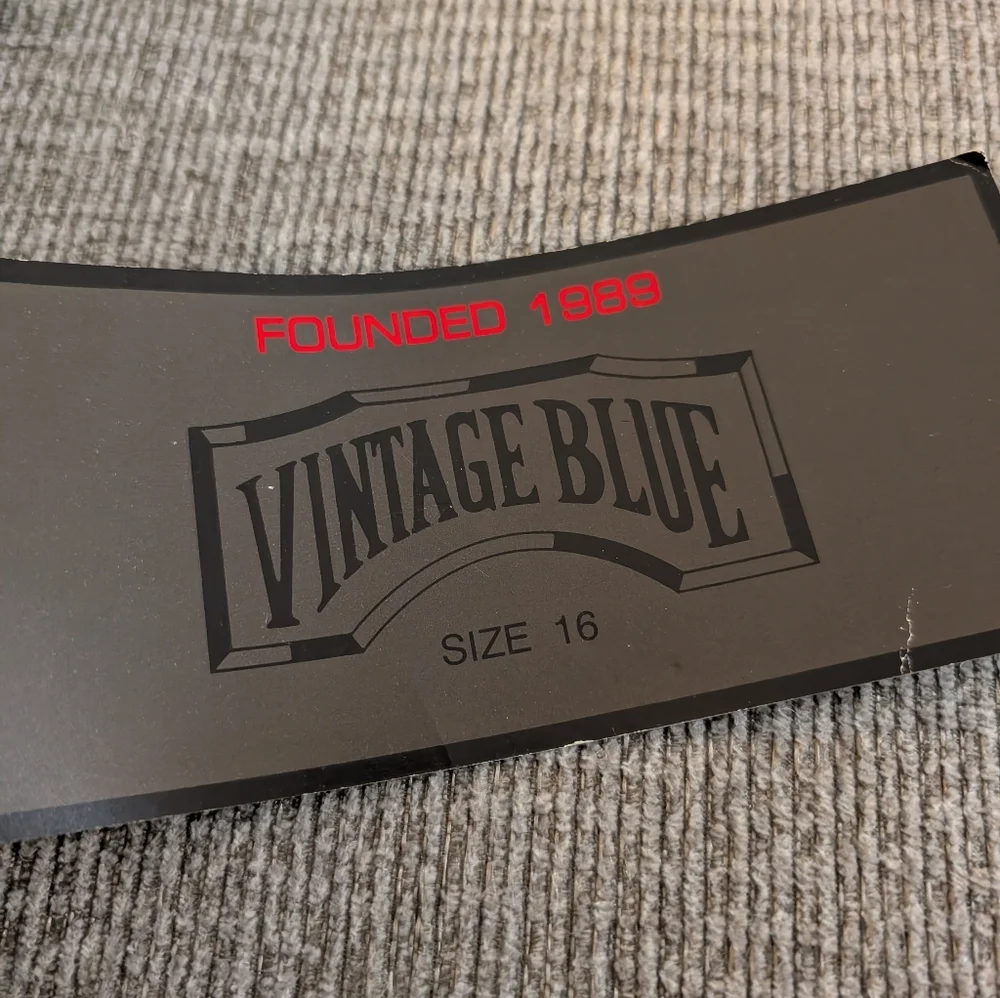 FOUNDED 1989
VINTAGE BLUE
SIZE 16